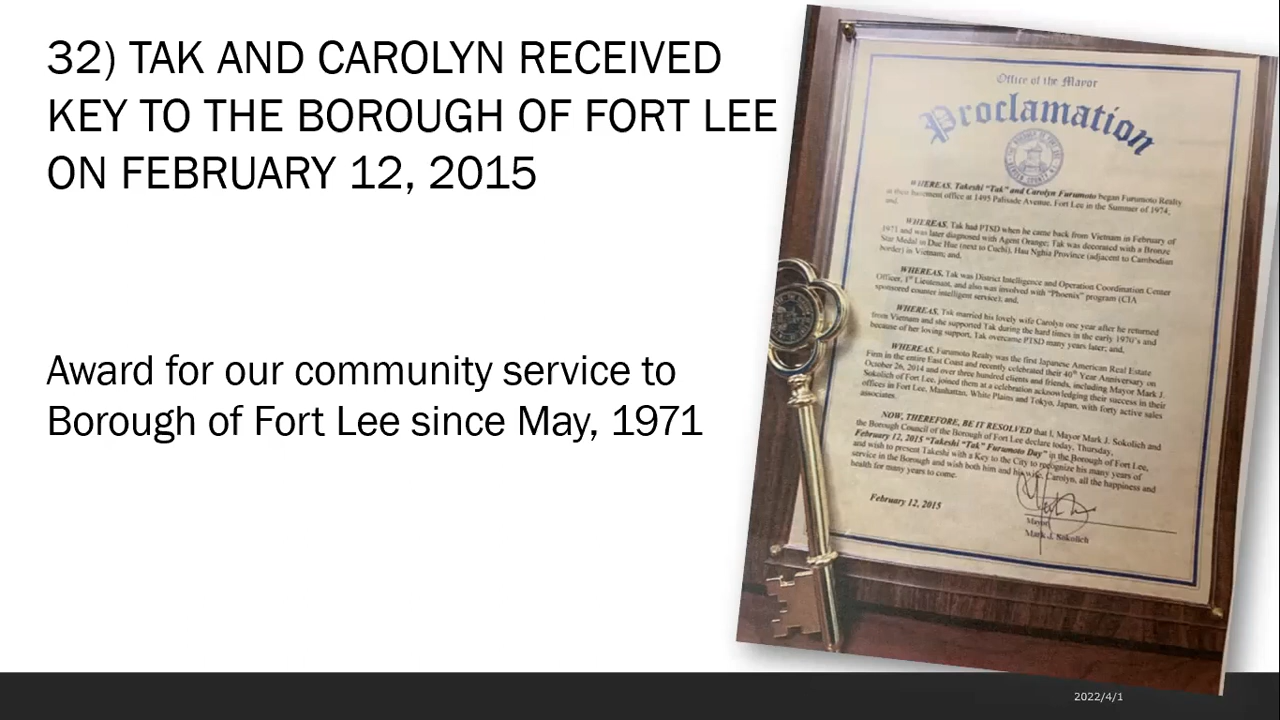 32) TAK AND CAROLYN RECEIVED
KEY TO THE BOROUGH OF FORT LEE
ON FEBRUARY 12, 2015
Award for our community service to
Borough of Fort Lee since May, 1971
Office of the Mayor
Proclamation
WHEREAS, Takeshi "Tak" and Carolyn Furumoto began Furumoto Realty
in their basement office at 1495 Palisade Avenue, Fort Lee in the Summer of 1974,
and,
WHEREAS, Tak had PTSD when he came back from Vietnam in February of
1971 and was later diagnosed with Agent Orange; Tak was decorated with a Bronze
Star Medal in Duc Hue (next to Cuchi), Hau Nghia Province (adjacent to Cambodian
border) in Vietnam; and,
WHEREAS, Tak was District Intelligence and Operation Coordination Center
Officer, 1st Lieutenant, and also was involved with "Phoenix" program (CIA
sponsored counter intelligent service); and,
WHEREAS, Tak married his lovely wife Carolyn one year after he returned
from Vietnam and she supported Tak during the hard times in the early 1970's and
because of her loving support, Tak overcame PTSD many years later; and,
WHEREAS, Furumoto Realty was the first Japanese American Real Estate
Firm in the entire East Coast and recently celebrated their 40th Year Anniversary on
October 26, 2014 and over three hundred clients and friends, including Mayor Mark J.
Sokolich of Fort Lee, joined them at a celebration acknowledging their success in their
offices in Fort Lee, Manhattan, White Plains and Tokyo, Japan, with forty active sales
associates.
NOW, THEREFORE, BE IT RESOLVED that I, Mayor Mark J. Sokolich and
the Borough Council of the Borough of Fort Lee declare today, Thursday,
February 12, 2015 "Takeshi "Tak" Furumoto Day" in the Borough of Fort Lee,
and wish to present Takeshi with a Key to the City to recognize his many years of
service in the Borough and wish both him and his wife, Carolyn, all the happiness and
health for many years to come.
February 12, 2015
Mayor
Mark J. Sokolich
2022/4/1